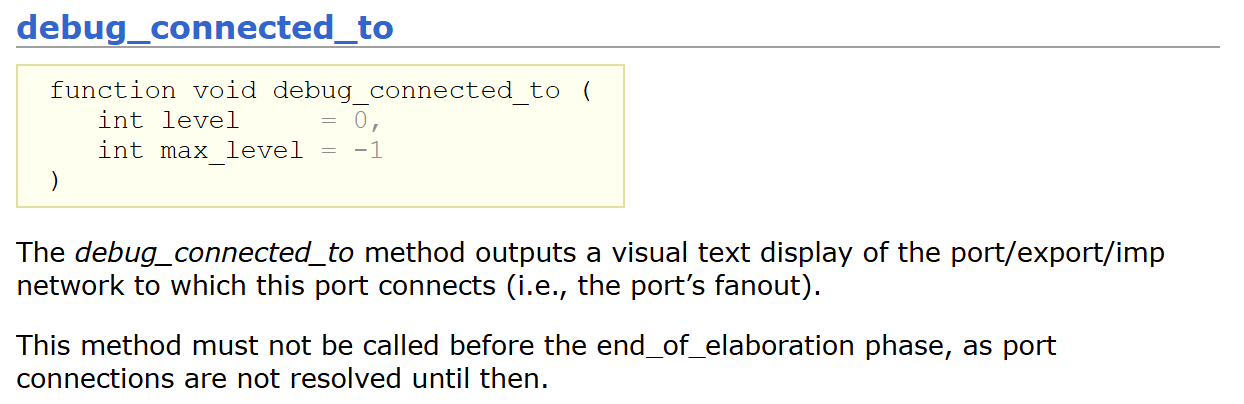 debug_connected_to
function void debug_connected_to (
int level = 0,
int max_level = -1
)
The debug_connected_to method outputs a visual text display of the port/export/imp
network to which this port connects (i.e., the port’s fanout).
This method must not be called before the end_of_elaboration phase, as port
connections are not resolved until then.